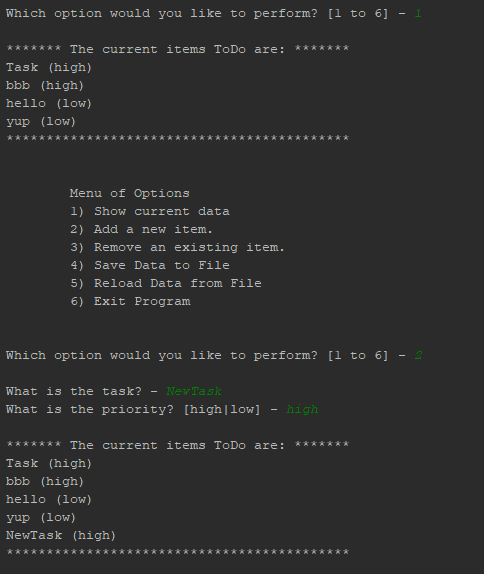 Which option would you like to perform? [1 to 6] - 1
******* The current items ToDo are: *******
Task (high)
bbb (high)
hello (low)
yup (low)
*******************************************
Menu of Options
1) Show current data
2) Add a new item.
3) Remove an existing item.
4) Save Data to File
5) Reload Data from File
6) Exit Program
Which option would you like to perform? [1 to 6] - 2
What is the task? - NewTask
What is the priority? [high|low] - high
******* The current items ToDo are: *******
Task (high)
bbb (high)
hello (low)
yup (low)
NewTask (high)
*******************************************